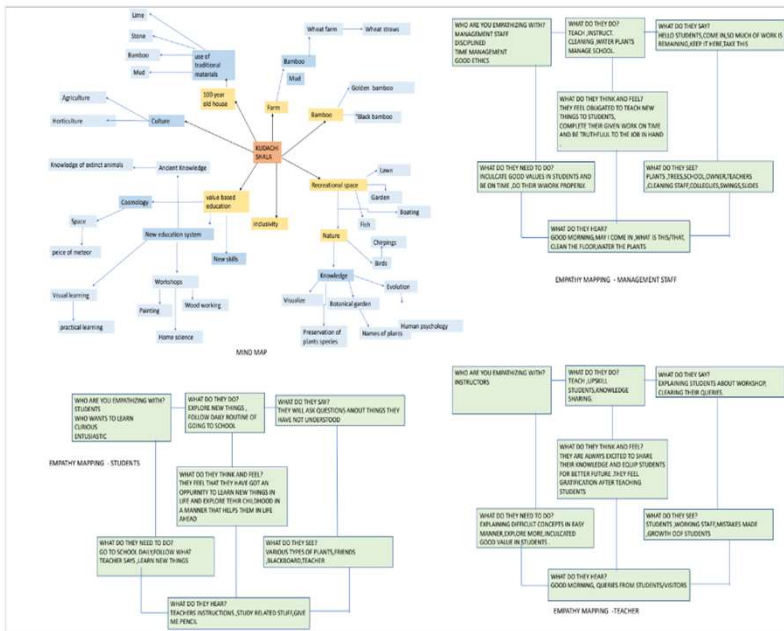 Lime
Stone
Bamboo
Mud
use of
traditional
materials
100 year
old house
Agriculture
Horticulture
Culture
Wheat farm
Wheat straws
Bamboo
Mud
Farm
Golden bamboo
Bamboo
"Black bamboo
KUDACHI
SHALA
Knowledge of extinct animals
Ancient Knowledge
Cosmology
value based
education
Space
New education system
peice of meteor
New skills
Inclusivity
Visual learning
practical learning
Workshops
Painting
Wood working
Home science
Recreational space
Lawn
Garden
Boating
Fish
Nature
Chirpings
Birds
Knowledge
Evolution
Visualize
Botanical garden
Human psychology
Preservation of
plants species
Names of plants
MIND MAP
WHO ARE YOU EMPATHIZING WITH?
MANAGEMENT STAFF
DISCIPLINED
TIME MANAGEMENT
GOOD ETHICS
WHAT DO THEY DO?
TEACH ,INSTRUCT.
CLEANING ,WATER PLANTS
MANAGE SCHOOL.
WHAT DO THEY SAY?
HELLO STUDENTS,COME IN,SO MUCH OF WORK IS
REMAINING,KEEP IT HERE,TAKE THIS
WHAT DO THEY THINK AND FEEL?
THEY FEEL OBLIGATED TO TEACH NEW
THINGS TO STUDENTS,
COMPLETE THEIR GIVEN WORK ON TIME
AND BE TRUTHFULUL TO THE JOB IN HAND
.
WHAT DO THEY NEED TO DO?
INCULCATE GOOD VALUES IN STUDENTS AND
BE ON TIME ,DO THEIR WWORK PROPERLY.
WHAT DO THEY SEE?
PLANTS ,TREES,SCHOOL,OWNER,TEACHERS
,CLEANING STAFF,COLLEGUES,SWINGS,SLIDES
WHAT DO THEY HEAR?
GOOD MORNING,MAY I COME IN ,WHAT IS THIS/THAT,
CLEAN THE FLOOR,WATER THE PLANTS
EMPATHY MAPPING - MANAGEMENT STAFF
WHO ARE YOU EMPATHIZING WITH?
STUDENTS
WHO WANTS TO LEARN
CURIOUS
ENTUSIASTIC
WHAT DO THEY DO?
EXPLORE NEW THINGS ,
FOLLOW DAILY ROUTINE OF
GOING TO SCHOOL
WHAT DO THEY SAY?
THEY WILL ASK QUESTIONS ANOUT THINGS THEY
HAVE NOT UNDERSTOOD
EMPATHY MAPPING - STUDENTS
WHAT DO THEY THINK AND FEEL?
THEY FEEL THAT THEY HAVE GOT AN
OPPURNITY TO LEARN NEW THINGS IN
LIFE AND EXPLORE TEHIR CHILDHOOD IN
A MANNER THAT HELPS THEM IN LIFE
AHEAD
WHAT DO THEY NEED TO DO?
GO TO SCHOOL DAILY,FOLLOW WHAT
TEACHER SAYS ,LEARN NEW THINGS
WHAT DO THEY SEE?
VARIOUS TYPES OF PLANTS,FRIENDS
,BLACKBOARD,TEACHER
WHAT DO THEY HEAR?
TEACHERS INSTRUCTIONS ,STUDY RELATED STUFF,GIVE
ME PENCIL
WHO ARE YOU EMPATHIZING WITH?
INSTRUCTORS
WHAT DO THEY DO?
TEACH ,UPSKILL
STUDENTS,KNOWLEDGE
SHARING.
WHAT DO THEY SAY?
EXPLAINING STUDENTS ABOUT WORKSHOP,
CLEARING THEIR QUERIES.
WHAT DO THEY THINK AND FEEL?
THEY ARE ALWAYS EXCITED TO SHARE
THEIR KNOWLEDGE AND EQUIP STUDENTS
FOR BETTER FUTURE .THEY FEEL
GRATIFICATION AFTER TEACHING
STUDENTS
WHAT DO THEY NEED TO DO?
EXPLAINING DIFFICULT CONCEPTS IN EASY
MANNER,EXPLORE MORE,INCULCATED
GOOD VALUE IN STUDENTS .
WHAT DO THEY SEE?
STUDENTS ,WORKING STAFF,MISTAKES MADE
,GROWTH OOF STUDENTS
WHAT DO THEY HEAR?
GOOD MORNING, QUERIES FROM STUDENTS/VISITORS
EMPATHY MAPPING -TEACHER